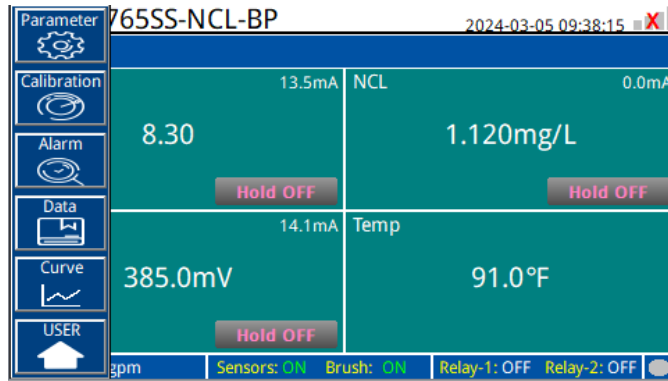 Parameter
765SS-NCL-BP
2024-03-05 09:38:15
X
Calibration
13.5mA
NCL
0.0mA
8.30
1.120mg/L
Alarm
Hold OFF
Hold OFF
Data
14.1mA
Temp
Curve
385.0mV
91.0°F
USER
Hold OFF
gpm
Sensors: ON Brush: ON
Relay-1: OFF Relay-2: OFF